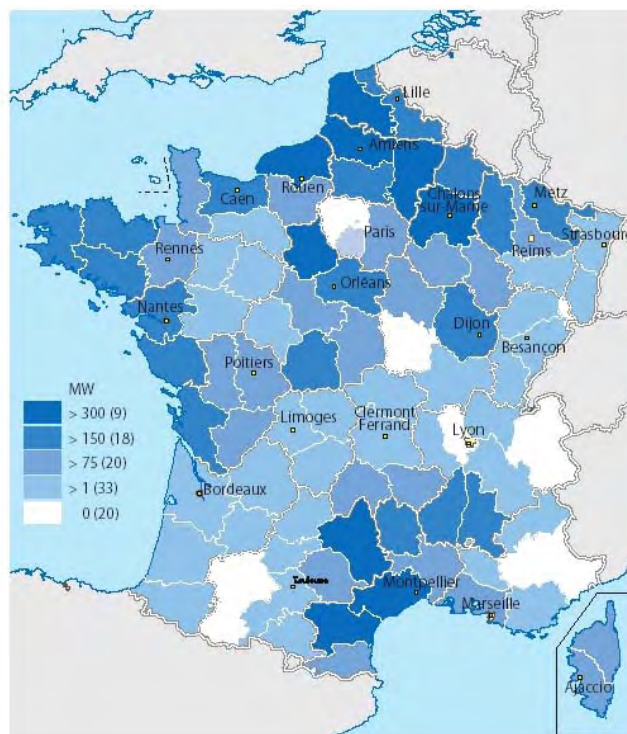 Lille
Amiens
Rouen
Caen
Chalons
sur-Marne
Metz
Paris
Reims
Strasbourg
Rennes
Orléans
Nantes
Dijon
Besançon
Poitiers
MW
> 300 (9)
> 150 (18)
> 75 (20)
> 1 (33)
0 (20)
Limoges
Clermont
Ferrand
Lyon
Bordeaux
Toulouse
Montpellier
Marseille
Ajaccio